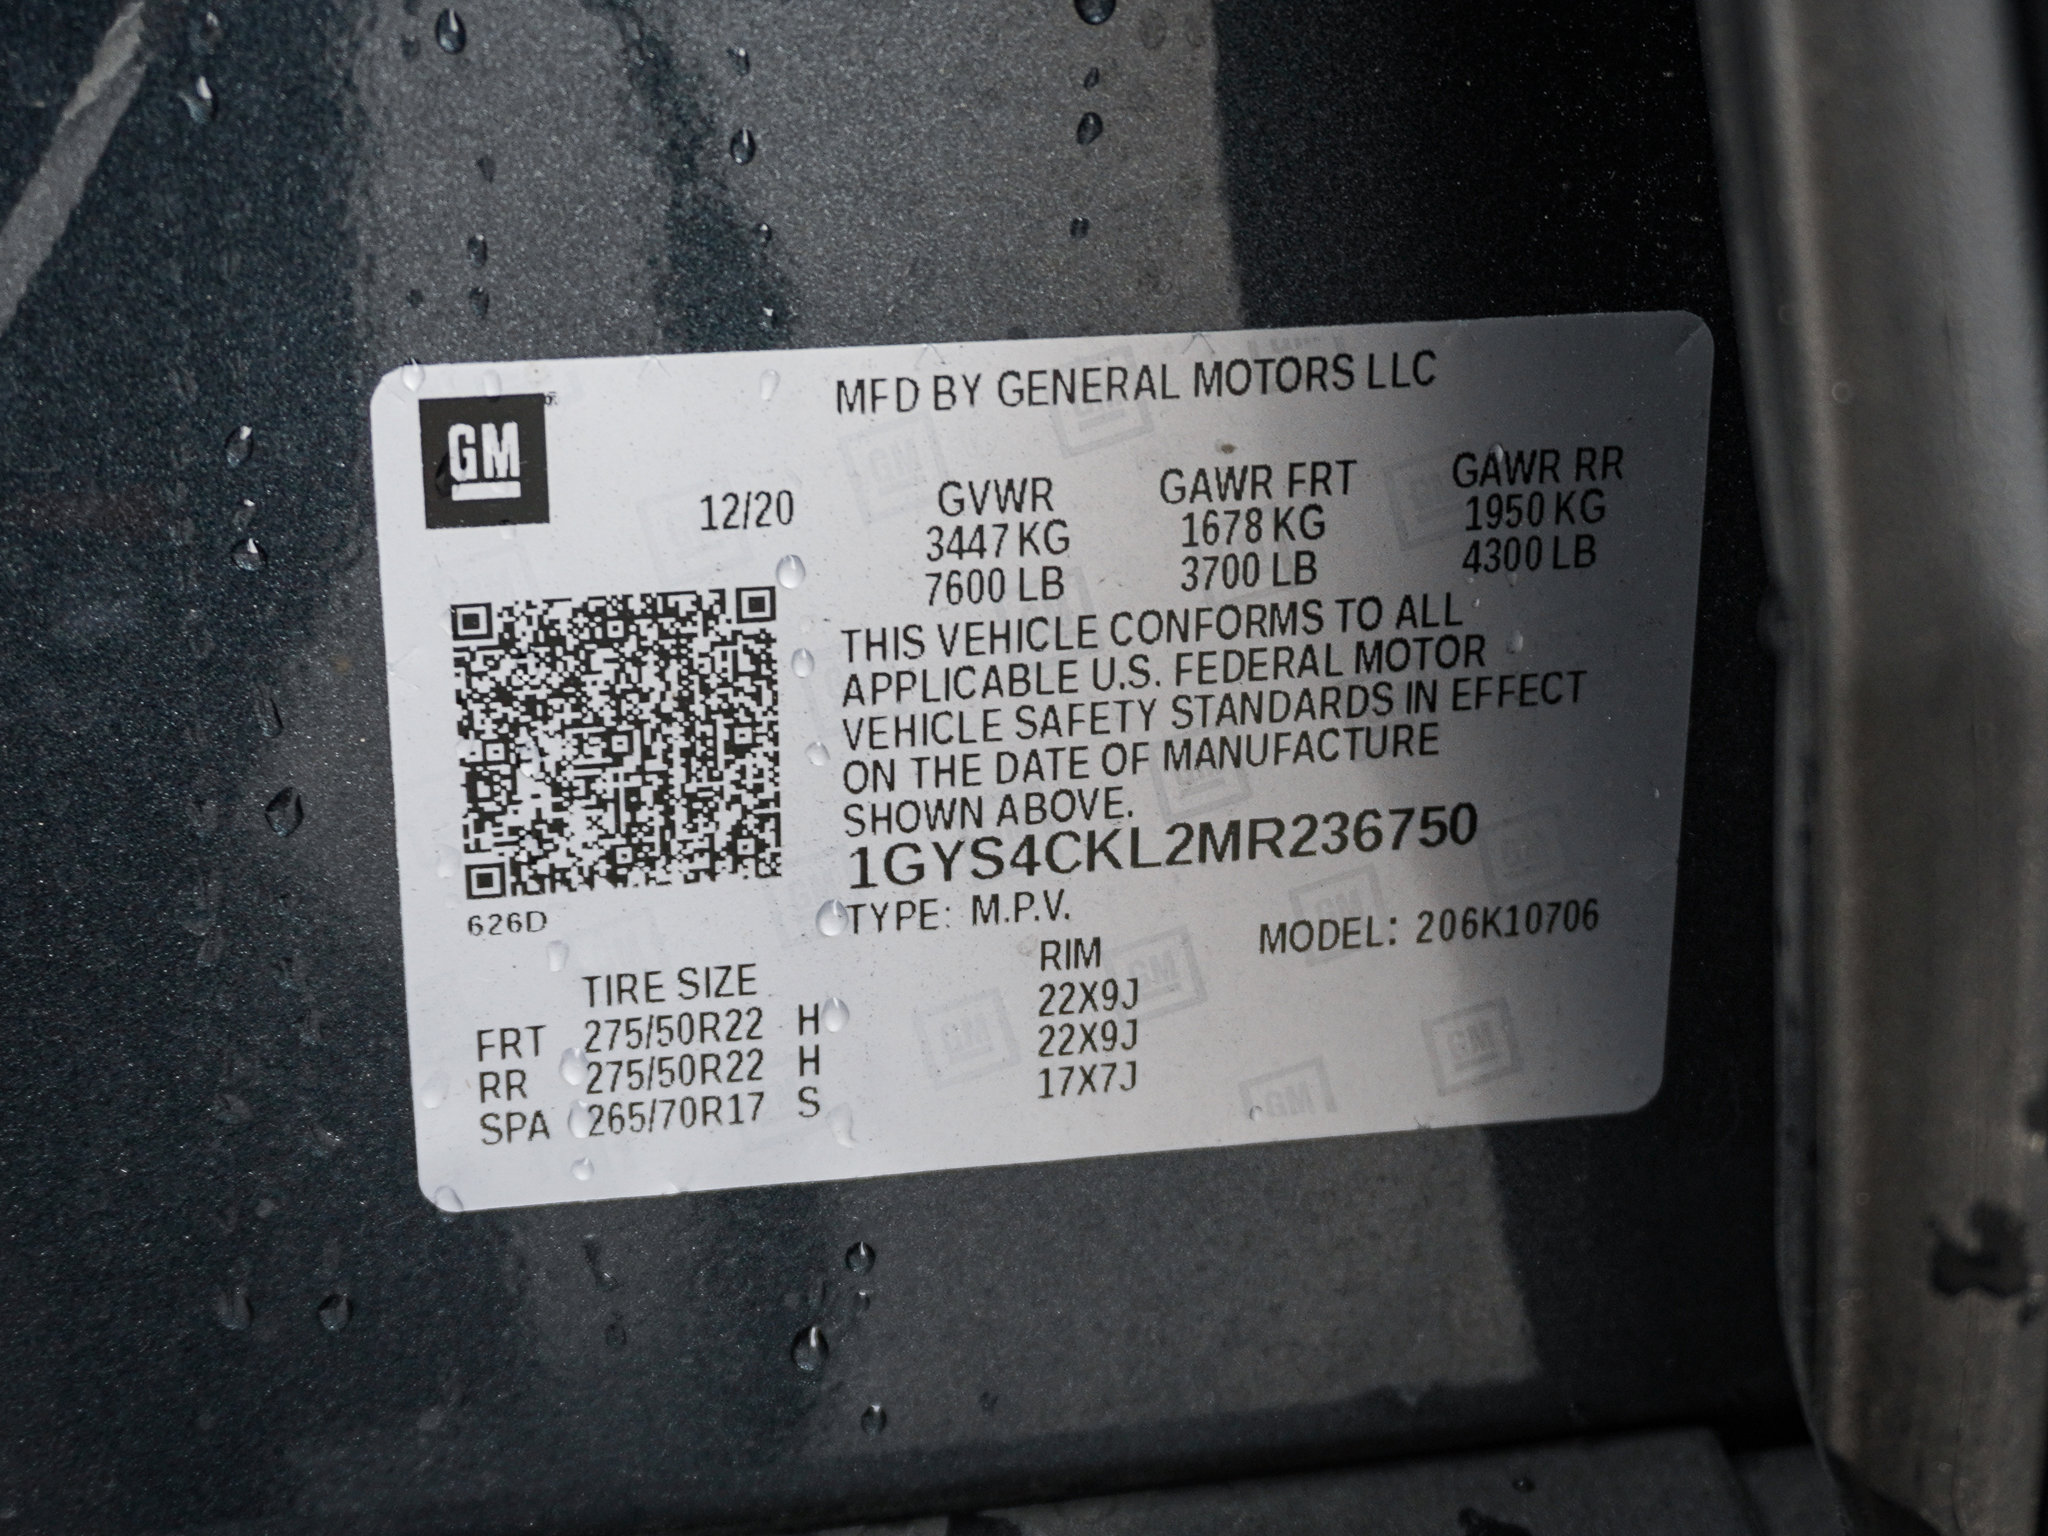 GM
MFD BY GENERAL MOTORS LLC
12/20
GVWR GAWR FRT GAWR RR
3447 KG 1678 KG 1950 KG
7600 LB 3700 LB 4300 LB
THIS VEHICLE CONFORMS TO ALL
APPLICABLE U.S. FEDERAL MOTOR
VEHICLE SAFETY STANDARDS IN EFFECT
ON THE DATE OF MANUFACTURE
SHOWN ABOVE.
1GYS4CKL2MR236750
626D
TYPE: M.P.V. MODEL: 206K10706
TIRE SIZE RIM
FRT 275/50R22 H 22X9J
RR 275/50R22 H 22X9J
SPA 265/70R17 S 17X7J